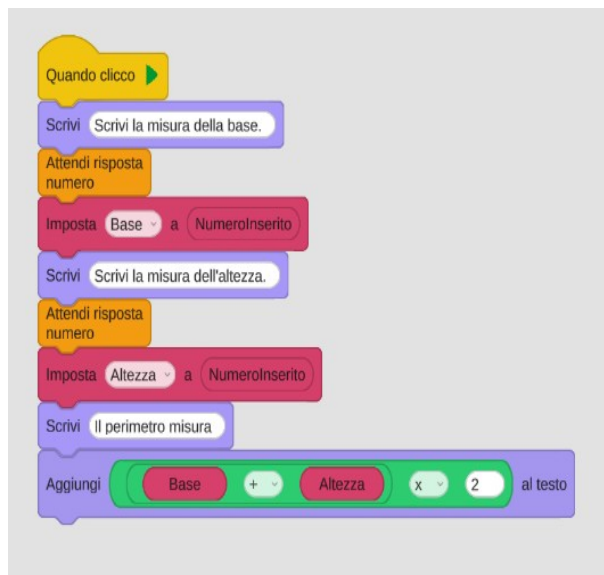 Quando clicco
Scrivi Scrivi la misura della base.
Attendi risposta
numero
Imposta Base a NumeroInserito
Scrivi Scrivi la misura dell'altezza.
Attendi risposta
numero
Imposta Altezza a NumeroInserito
Scrivi Il perimetro misura
Aggiungi Base + Altezza x 2 al testo